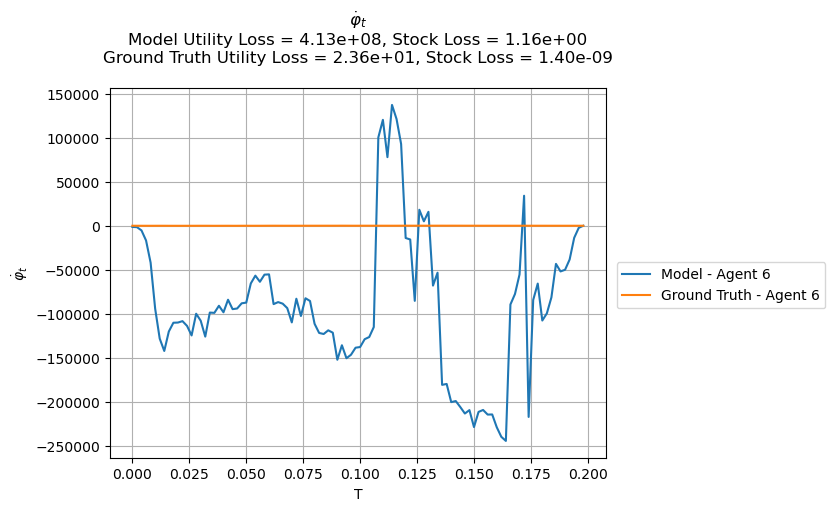 φ̇ₜ
Model Utility Loss = 4.13e+08, Stock Loss = 1.16e+00
Ground Truth Utility Loss = 2.36e+01, Stock Loss = 1.40e-09
150000
100000
50000
0
−50000
−100000
−150000
−200000
−250000
φ̇ₜ
0.000
0.025
0.050
0.075
0.100
0.125
0.150
0.175
0.200
T
Model - Agent 6
Ground Truth - Agent 6